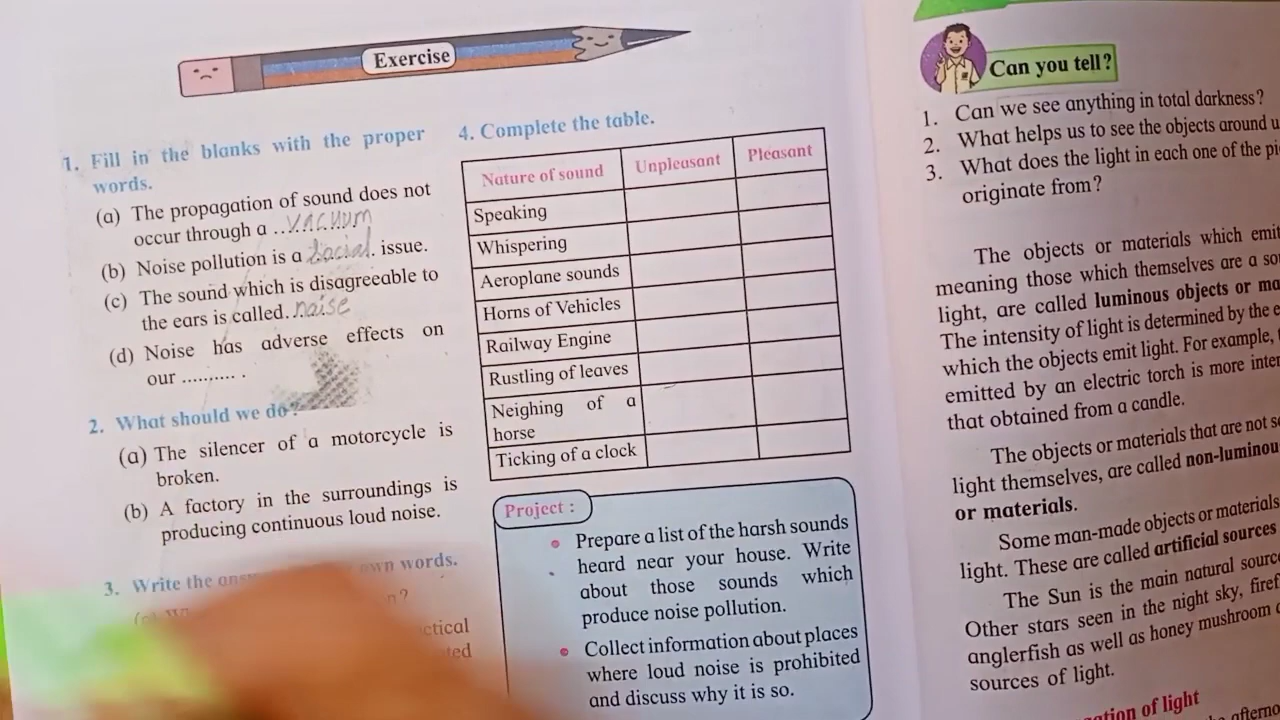 Exercise
1. Fill in the blanks with the proper
words.
(a) The propagation of sound does not
occur through a ..vacuum
(b) Noise pollution is a social. issue.
(c) The sound which is disagreeable to
the ears is called. noise
(d) Noise has adverse effects on
our .......... .
2. What should we do?
(a) The silencer of a motorcycle is
broken.
(b) A factory in the surroundings is
producing continuous loud noise.
3. Write the own words.
4. Complete the table.
Nature of sound Unpleasant Pleasant
Speaking
Whispering
Aeroplane sounds
Horns of Vehicles
Railway Engine
Rustling of leaves
Neighing of a
horse
Ticking of a clock
Project :
• Prepare a list of the harsh sounds
heard near your house. Write
about those sounds which
produce noise pollution.
• Collect information about places
where loud noise is prohibited
and discuss why it is so.
Can you tell?
1. Can we see anything in total darkness?
2. What helps us to see the objects around
3. What does the light in each one of the
originate from?
The objects or materials which emit
meaning those which themselves are a
light, are called luminous objects or
The intensity of light is determined by the
which the objects emit light. For example,
emitted by an electric torch is more
that obtained from a candle.
The objects or materials that are not
light themselves, are called
or materials.
Some man-made objects or materials
light. These are called artificial sources
The Sun is the main natural
Other stars seen in the night sky,
anglerfish as well as honey mushroom
sources of light.
of light